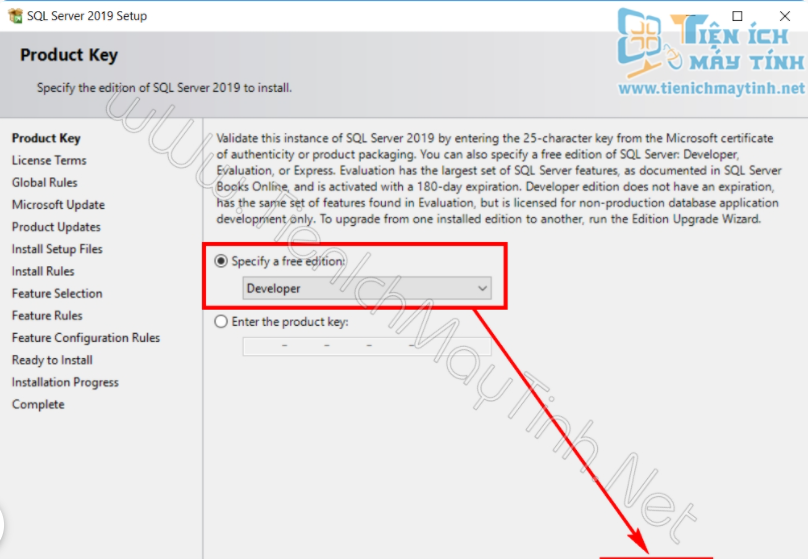 SQL Server 2019 Setup
TIỆN ÍCH
MÁY TÍNH
www.tienichmaytinh.net
Product Key
Specify the edition of SQL Server 2019 to install.
Product Key
License Terms
Global Rules
Microsoft Update
Product Updates
Install Setup Files
Install Rules
Feature Selection
Feature Rules
Feature Configuration Rules
Ready to Install
Installation Progress
Complete
Validate this instance of SQL Server 2019 by entering the 25-character key from the Microsoft certificate
of authenticity or product packaging. You can also specify a free edition of SQL Server: Developer,
Evaluation, or Express. Evaluation has the largest set of SQL Server features, as documented in SQL Server
Books Online, and is activated with a 180-day expiration. Developer edition does not have an expiration,
has the same set of features found in Evaluation, but is licensed for non-production database application
development only. To upgrade from one installed edition to another, run the Edition Upgrade Wizard.
Specify a free edition:
Developer
Enter the product key:
- - - -
www.TienIchMayTinh.Net